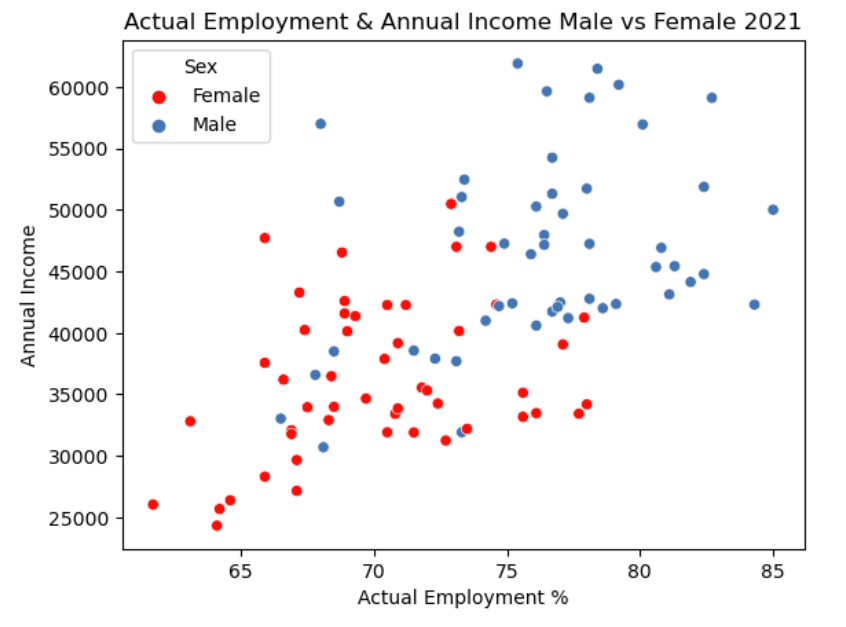 Actual Employment & Annual Income Male vs Female 2021
Sex
Female
Male
Annual Income
60000
55000
50000
45000
40000
35000
30000
25000
65 70 75 80 85
Actual Employment %